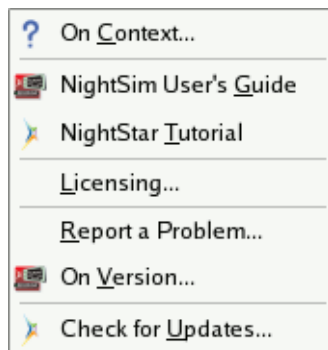 On Context...
NightSim User's Guide
NightStar Tutorial
Licensing...
Report a Problem...
On Version...
Check for Updates...